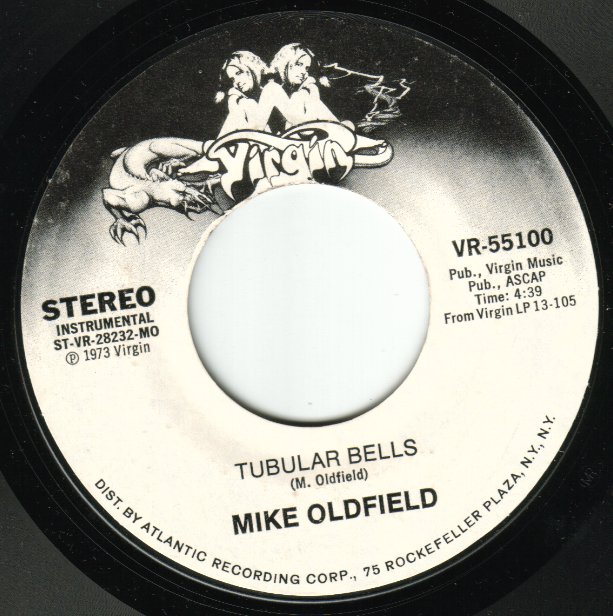 Virgin
STEREO
INSTRUMENTAL
ST-VR-28232-MO
℗ 1973 Virgin
VR-55100
Pub., Virgin Music
Pub., ASCAP
Time: 4:39
From Virgin LP 13-105
TUBULAR BELLS
(M. Oldfield)
MIKE OLDFIELD
DIST. BY ATLANTIC RECORDING CORP., 75 ROCKEFELLER PLAZA, N.Y., N.Y.